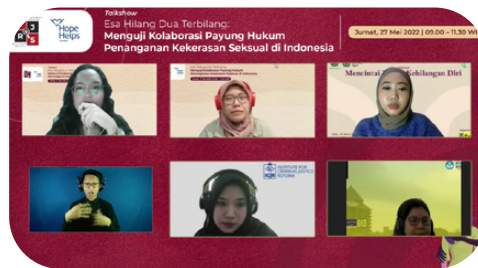 Talkshow
Esa Hilang Dua Terbilang:
Menguji Kolaborasi Payung Hukum
Penanganan Kekerasan Seksual di Indonesia
Jumat, 27 Mei 2022 | 09.00 - 11.30 WI
R
J S
Hope
Helps
Mencintai
Kehilangan Diri
INSTITUTE FOR
CRIMINAL JUSTICE
REFORM